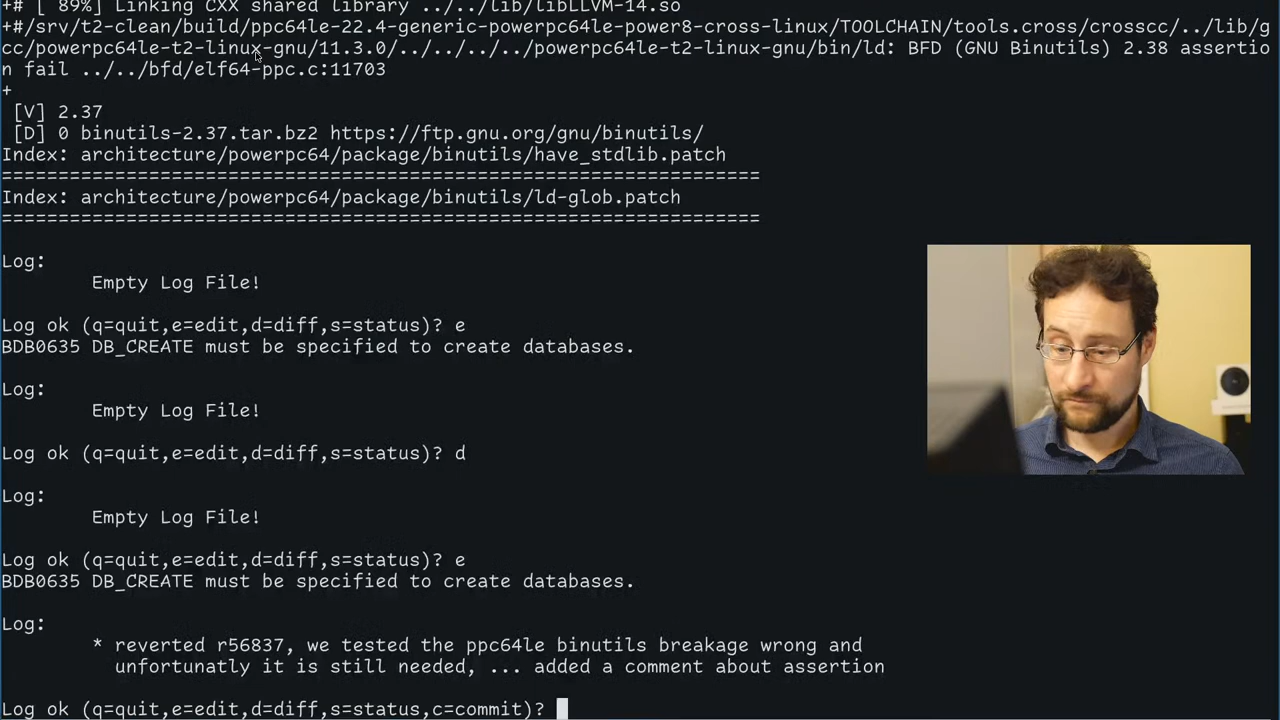 +# [ 89%] Linking CXX shared library ../../lib/libLLVM-14.so
+#/srv/t2-clean/build/ppc64le-22.4-generic-powerpc64le-power8-cross-linux/TOOLCHAIN/tools.cross/crosscc/../lib/g
cc/powerpc64le-t2-linux-gnu/11.3.0/../../../../powerpc64le-t2-linux-gnu/bin/ld: BFD (GNU Binutils) 2.38 assertio
n fail ../../bfd/elf64-ppc.c:11703
+
[V] 2.37
[D] 0 binutils-2.37.tar.bz2 https://ftp.gnu.org/gnu/binutils/
Index: architecture/powerpc64/package/binutils/have_stdlib.patch
===================================================================
Index: architecture/powerpc64/package/binutils/ld-glob.patch
===================================================================
Log:
Empty Log File!
Log ok (q=quit,e=edit,d=diff,s=status)? e
BDB0635 DB_CREATE must be specified to create databases.
Log:
Empty Log File!
Log ok (q=quit,e=edit,d=diff,s=status)? d
Log:
Empty Log File!
Log ok (q=quit,e=edit,d=diff,s=status)? e
BDB0635 DB_CREATE must be specified to create databases.
Log:
* reverted r56837, we tested the ppc64le binutils breakage wrong and
unfortunatly it is still needed, ... added a comment about assertion
Log ok (q=quit,e=edit,d=diff,s=status,c=commit)?